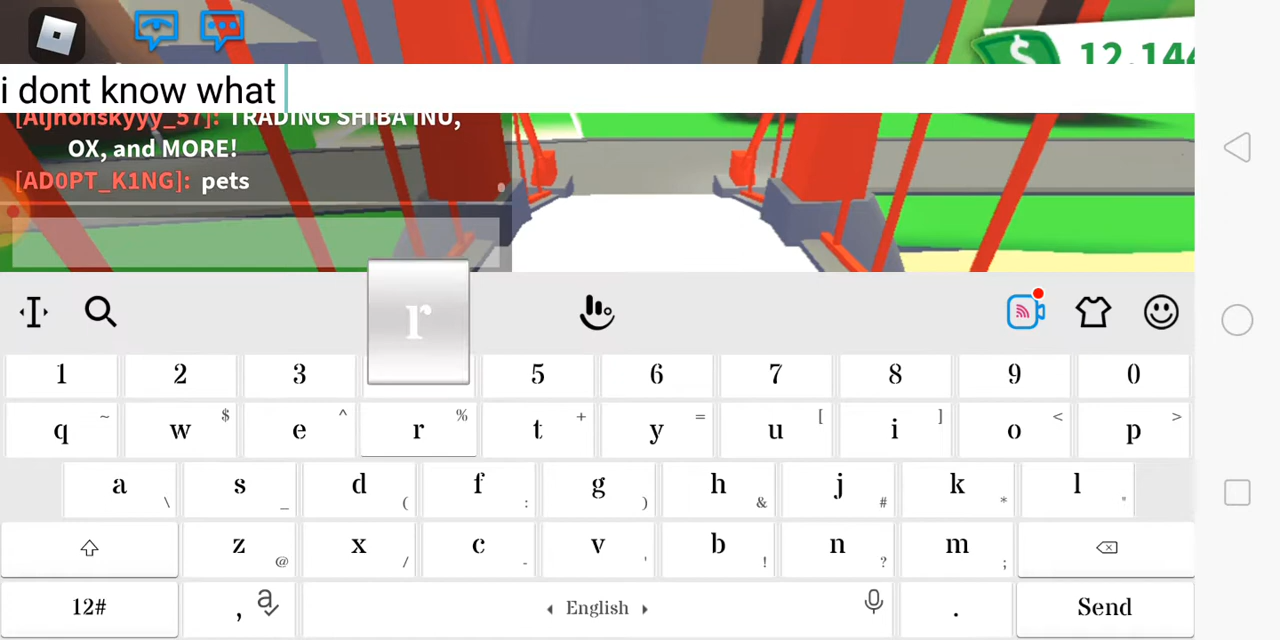 12,146
i dont know what
[Aljhonskyyy_57]: TRADING SHIBA INU,
OX, and MORE!
[AD0PT_K1NG]: pets
r
1 2 3 5 6 7 8 9 0
q ~ w $ e ^ r % t + y = u [ i ] o < p >
a \ s _ d ( f : g ) h & j # k * l "
z @ x / c - v ' b ! n ? m ;
12# , English . Send